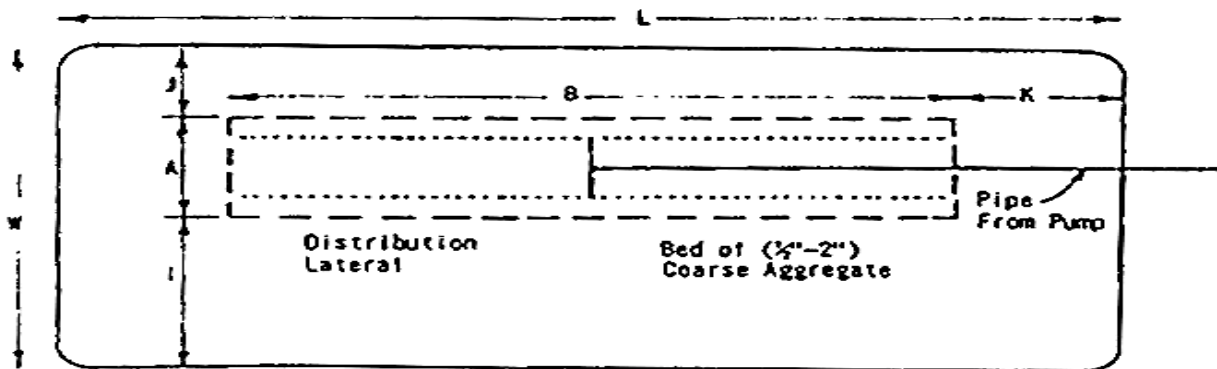 L
J
B
K
A
W
Pipe
From Pump
Distribution
Lateral
Bed of (½"-2")
Coarse Aggregate
I